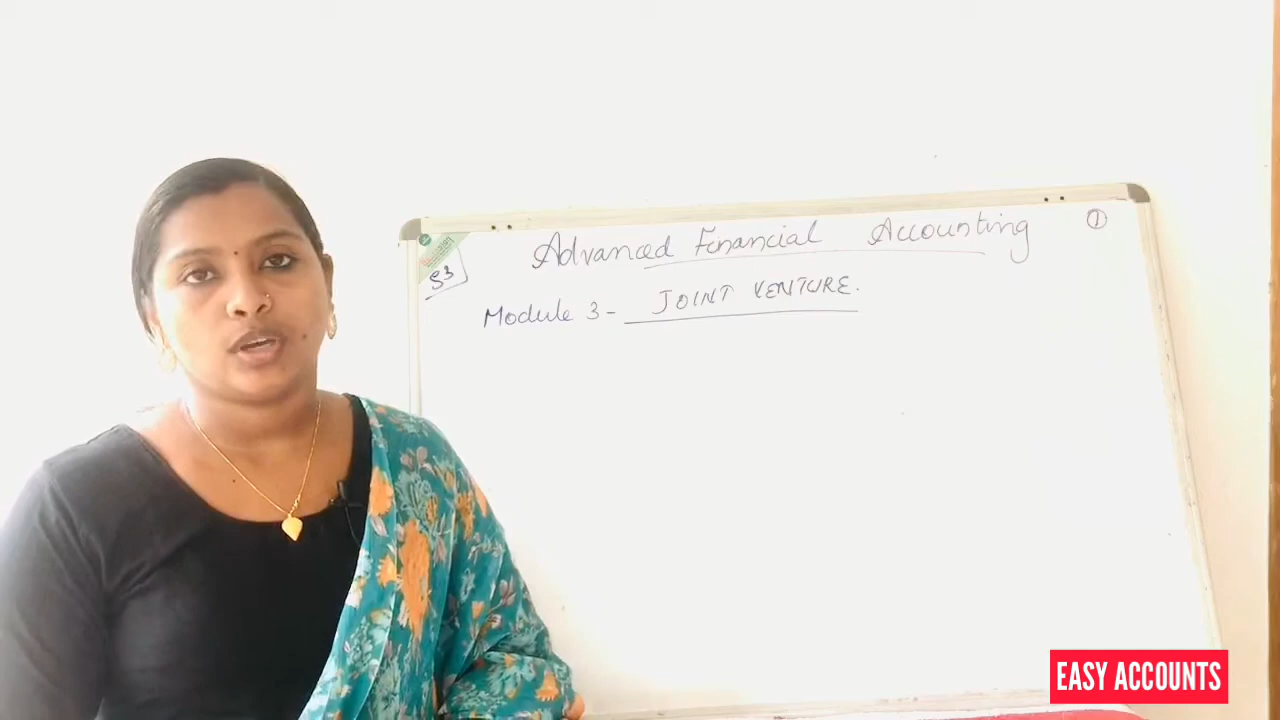 Advanced Financial Accounting ①
S3
Module 3 - JOINT VENTURE.
EASY ACCOUNTS